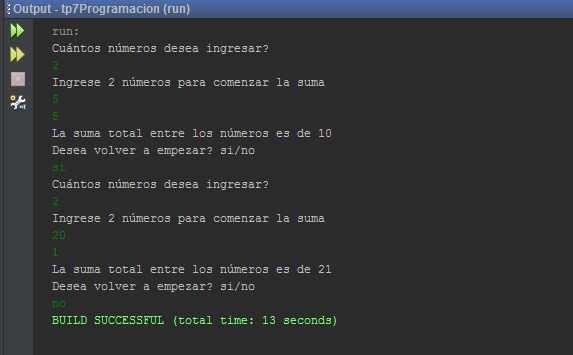 Output - tp7Programacion (run)
run:
Cuántos números desea ingresar?
2
Ingrese 2 números para comenzar la suma
5
5
La suma total entre los números es de 10
Desea volver a empezar? si/no
si
Cuántos números desea ingresar?
2
Ingrese 2 números para comenzar la suma
20
1
La suma total entre los números es de 21
Desea volver a empezar? si/no
no
BUILD SUCCESSFUL (total time: 13 seconds)